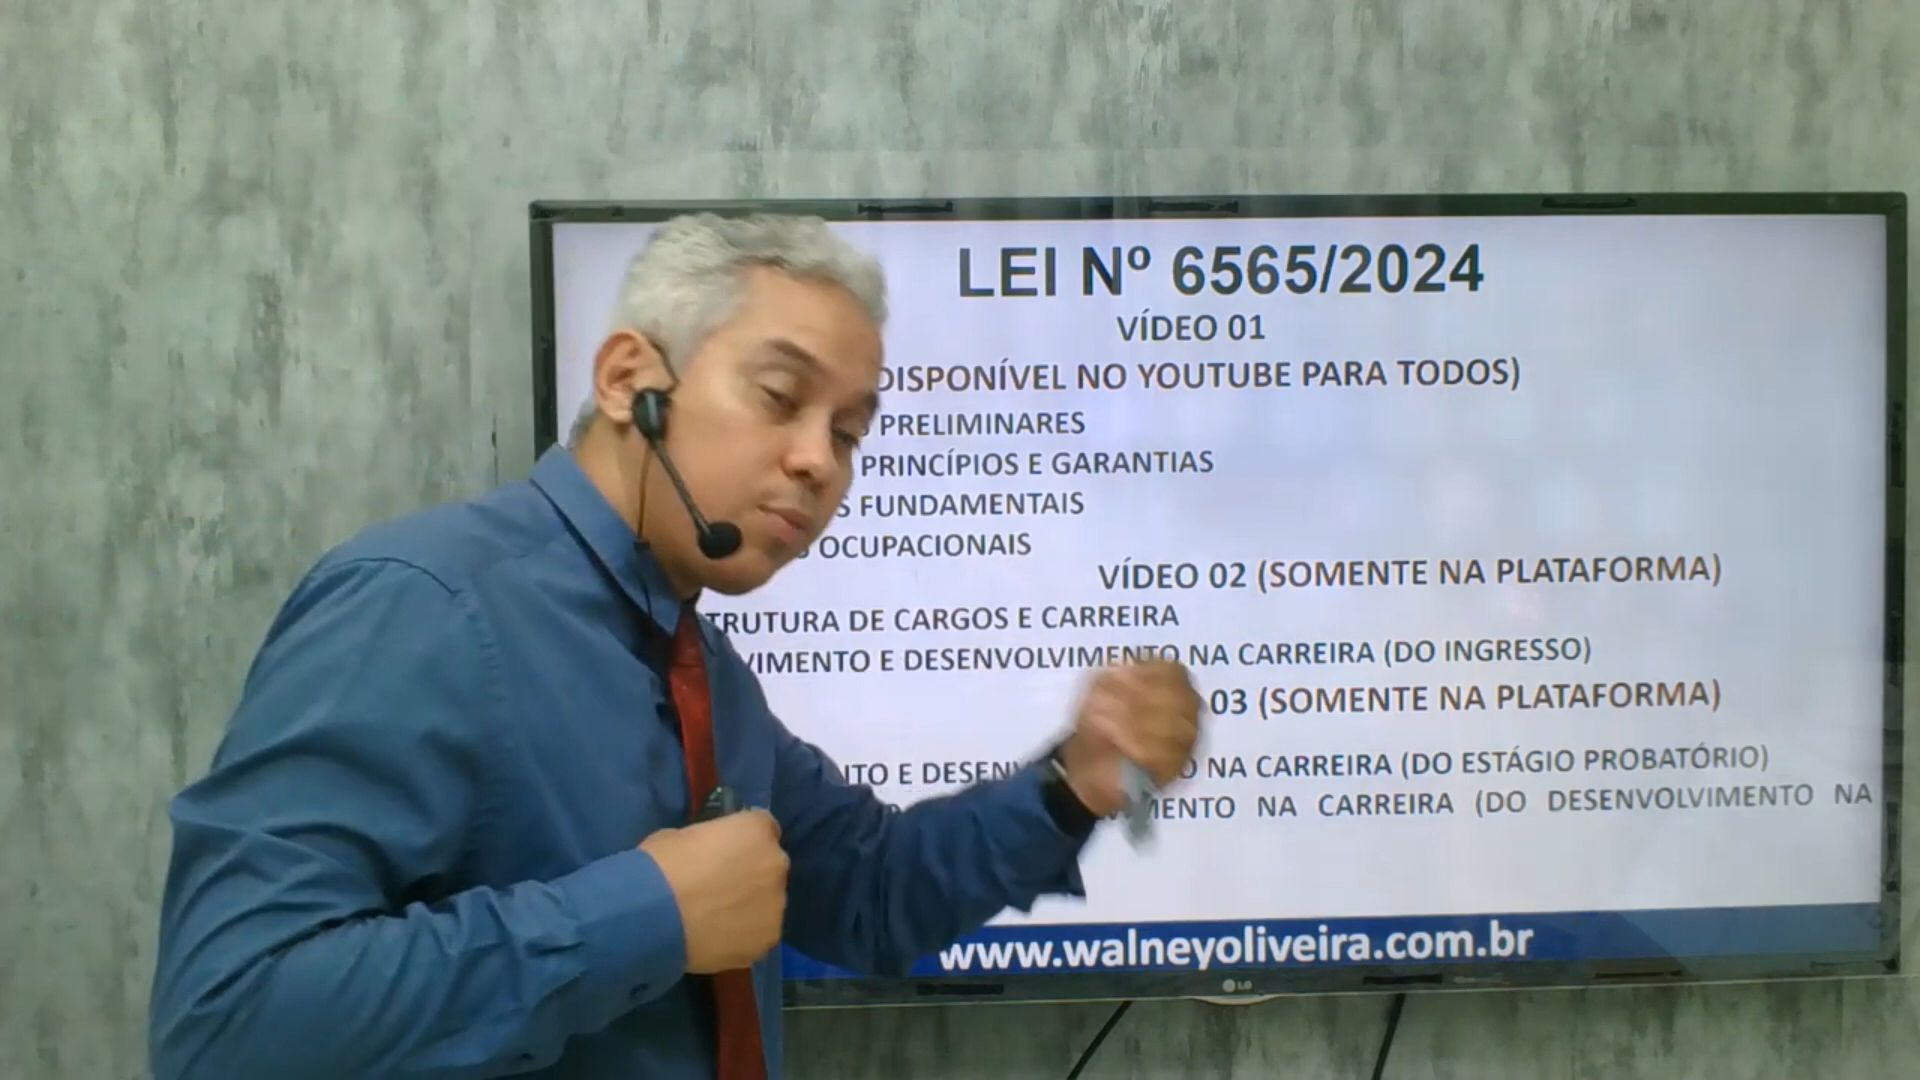 LEI Nº 6565/2024
VÍDEO 01
DISPONÍVEL NO YOUTUBE PARA TODOS)
PRELIMINARES
PRINCÍPIOS E GARANTIAS
FUNDAMENTAIS
OCUPACIONAIS
VÍDEO 02 (SOMENTE NA PLATAFORMA)
TRUTURA DE CARGOS E CARREIRA
VIMENTO E DESENVOLVIMENTO NA CARREIRA (DO INGRESSO)
03 (SOMENTE NA PLATAFORMA)
NTO E DESENV O NA CARREIRA (DO ESTÁGIO PROBATÓRIO)
MENTO NA CARREIRA (DO DESENVOLVIMENTO NA
www.walneyoliveira.com.br
LG